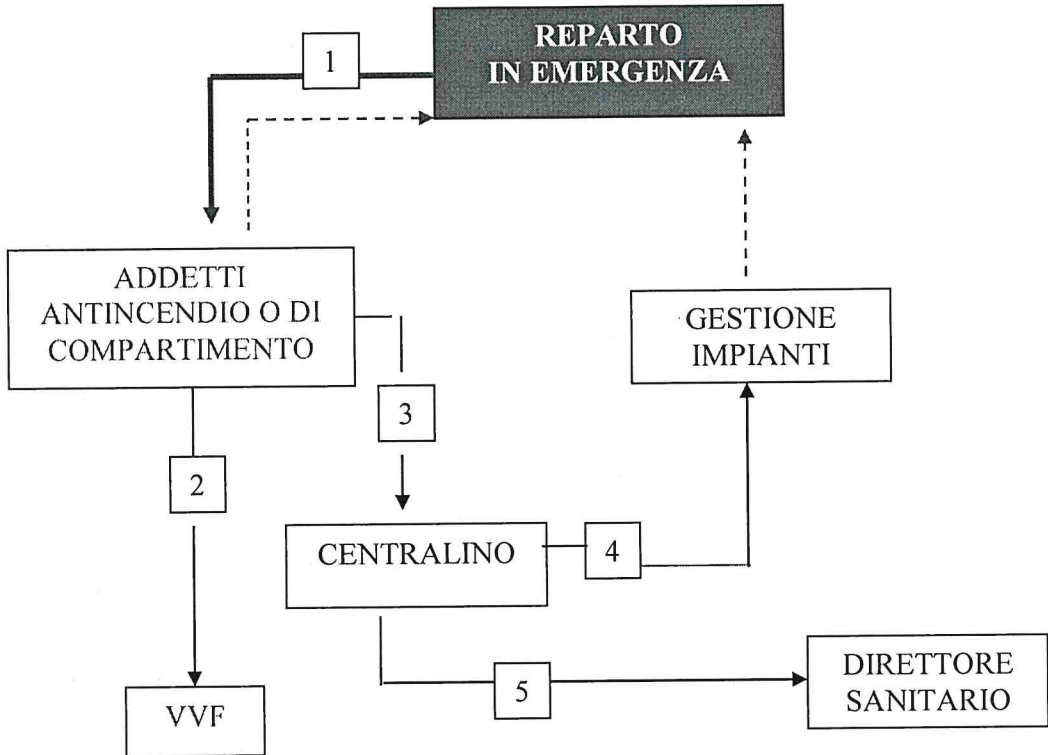 REPARTO
IN EMERGENZA
1
ADDETTI
ANTINCENDIO O DI
COMPARTIMENTO
GESTIONE
IMPIANTI
3
2
CENTRALINO
4
DIRETTORE
SANITARIO
5
VVF